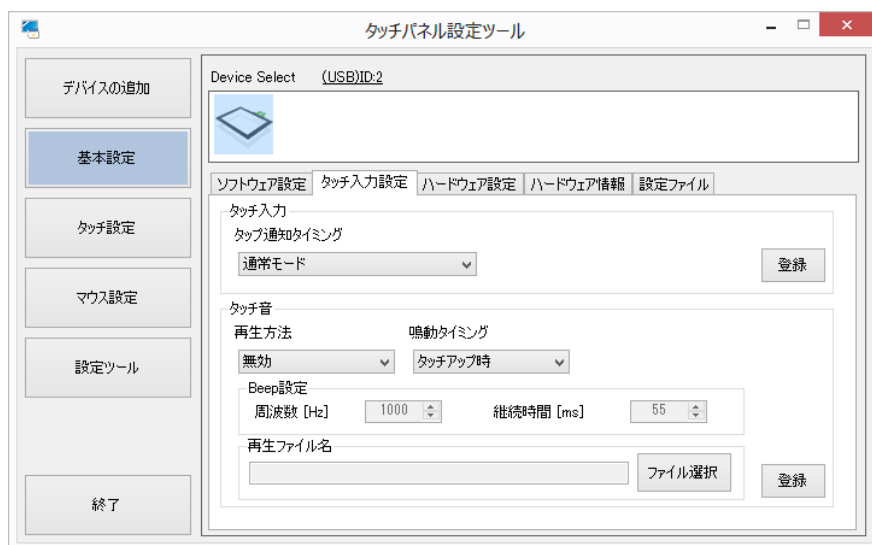 タッチパネル設定ツール
デバイスの追加
基本設定
タッチ設定
マウス設定
設定ツール
終了
Device Select (USB)ID:2
ソフトウェア設定 タッチ入力設定 ハードウェア設定 ハードウェア情報 設定ファイル
タッチ入力
タップ通知タイミング
通常モード 登録
タッチ音
再生方法 鳴動タイミング
無効 タッチアップ時
Beep設定
周波数 [Hz] 1000 継続時間 [ms] 55
再生ファイル名
ファイル選択 登録